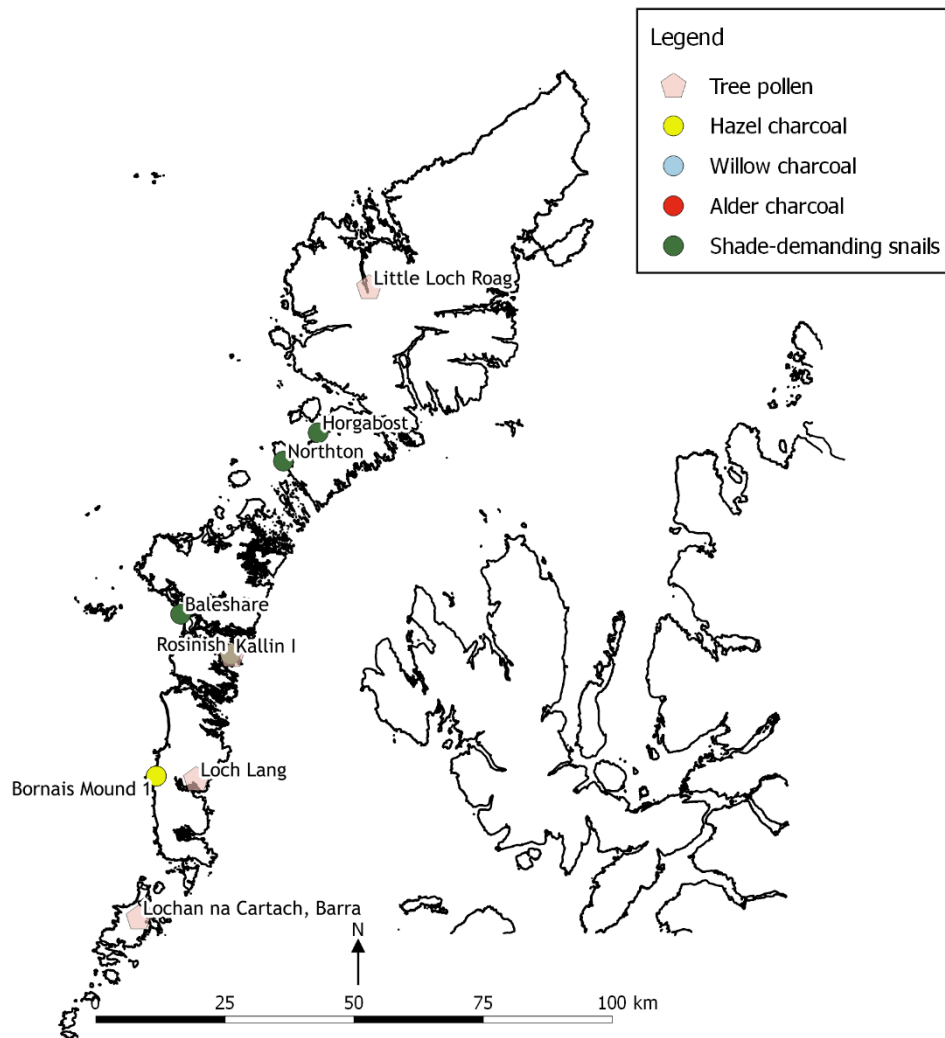 Legend
Tree pollen
Hazel charcoal
Willow charcoal
Alder charcoal
Shade-demanding snails
Little Loch Roag
Horgabost
Northton
Baleshare
Rosinish Kallin I
Loch Lang
Bornais Mound 1
Lochan na Cartach, Barra
N
0 25 50 75 100 km